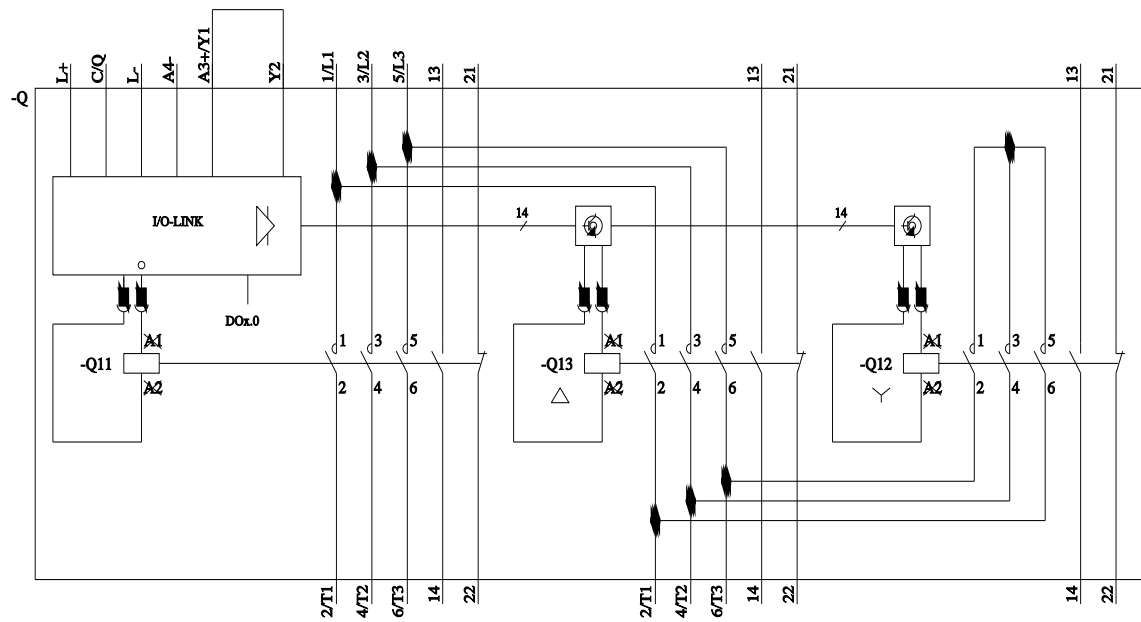 L+
C/Q
L-
A4-
A3+/Y1
Y2
1/L1
3/L2
5/L3
13
21
13
21
13
21
-Q
I/O-LINK
14
14
DOx.0
A1
1
3
5
A1
1
3
5
A1
1
3
5
-Q11
-Q13
-Q12
A2
2
4
6
A2
2
4
6
A2
2
4
6
2/T1
4/T2
6/T3
14
22
2/T1
4/T2
6/T3
14
22
14
22